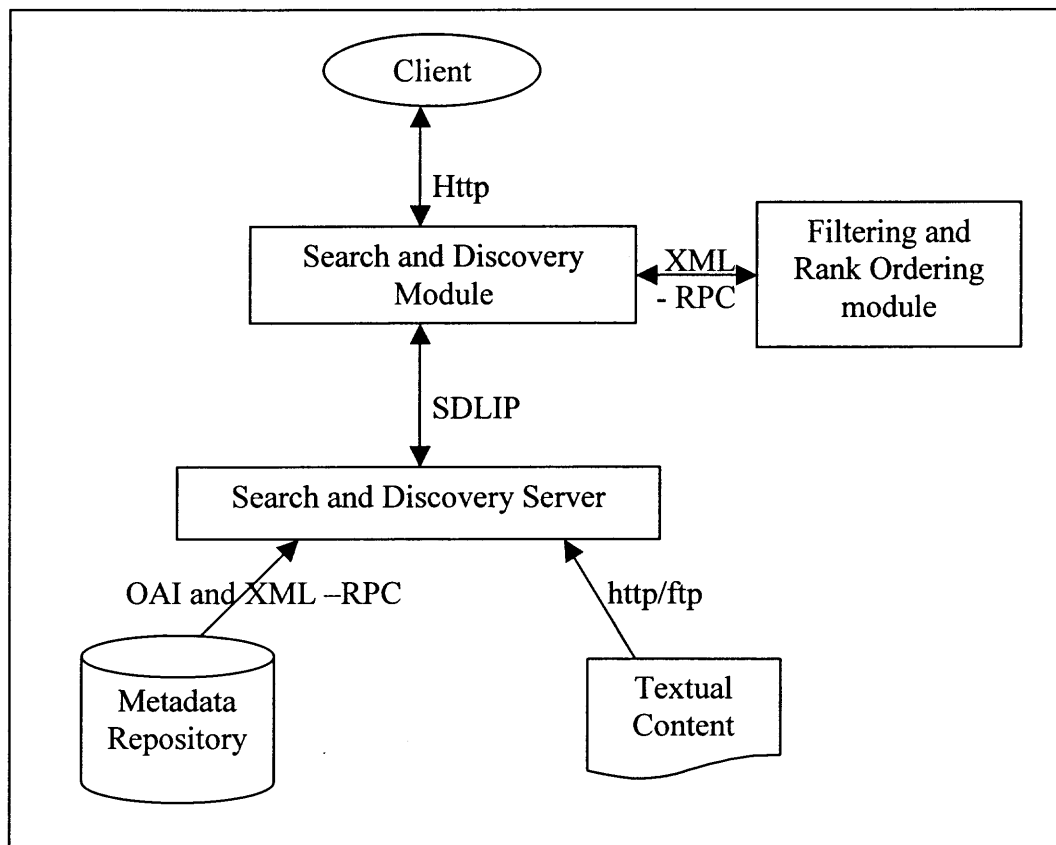 Client
Http
Search and Discovery
Module
XML
- RPC
Filtering and
Rank Ordering
module
SDLIP
Search and Discovery Server
OAI and XML –RPC
http/ftp
Metadata
Repository
Textual
Content